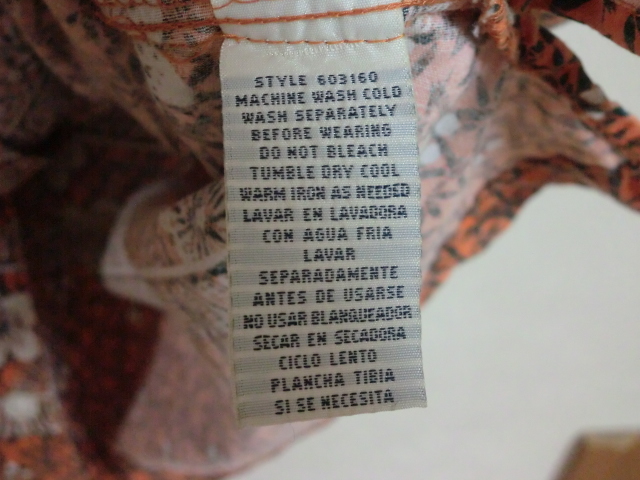 STYLE 603160
MACHINE WASH COLD
WASH SEPARATELY
BEFORE WEARING
DO NOT BLEACH
TUMBLE DRY COOL
WARM IRON AS NEEDED
LAVAR EN LAVADORA
CON AGUA FRIA
LAVAR
SEPARADAMENTE
ANTES DE USARSE
NO USAR BLANQUEADOR
SECAR EN SECADORA
CICLO LENTO
PLANCHA TIBIA
SI SE NECESITA